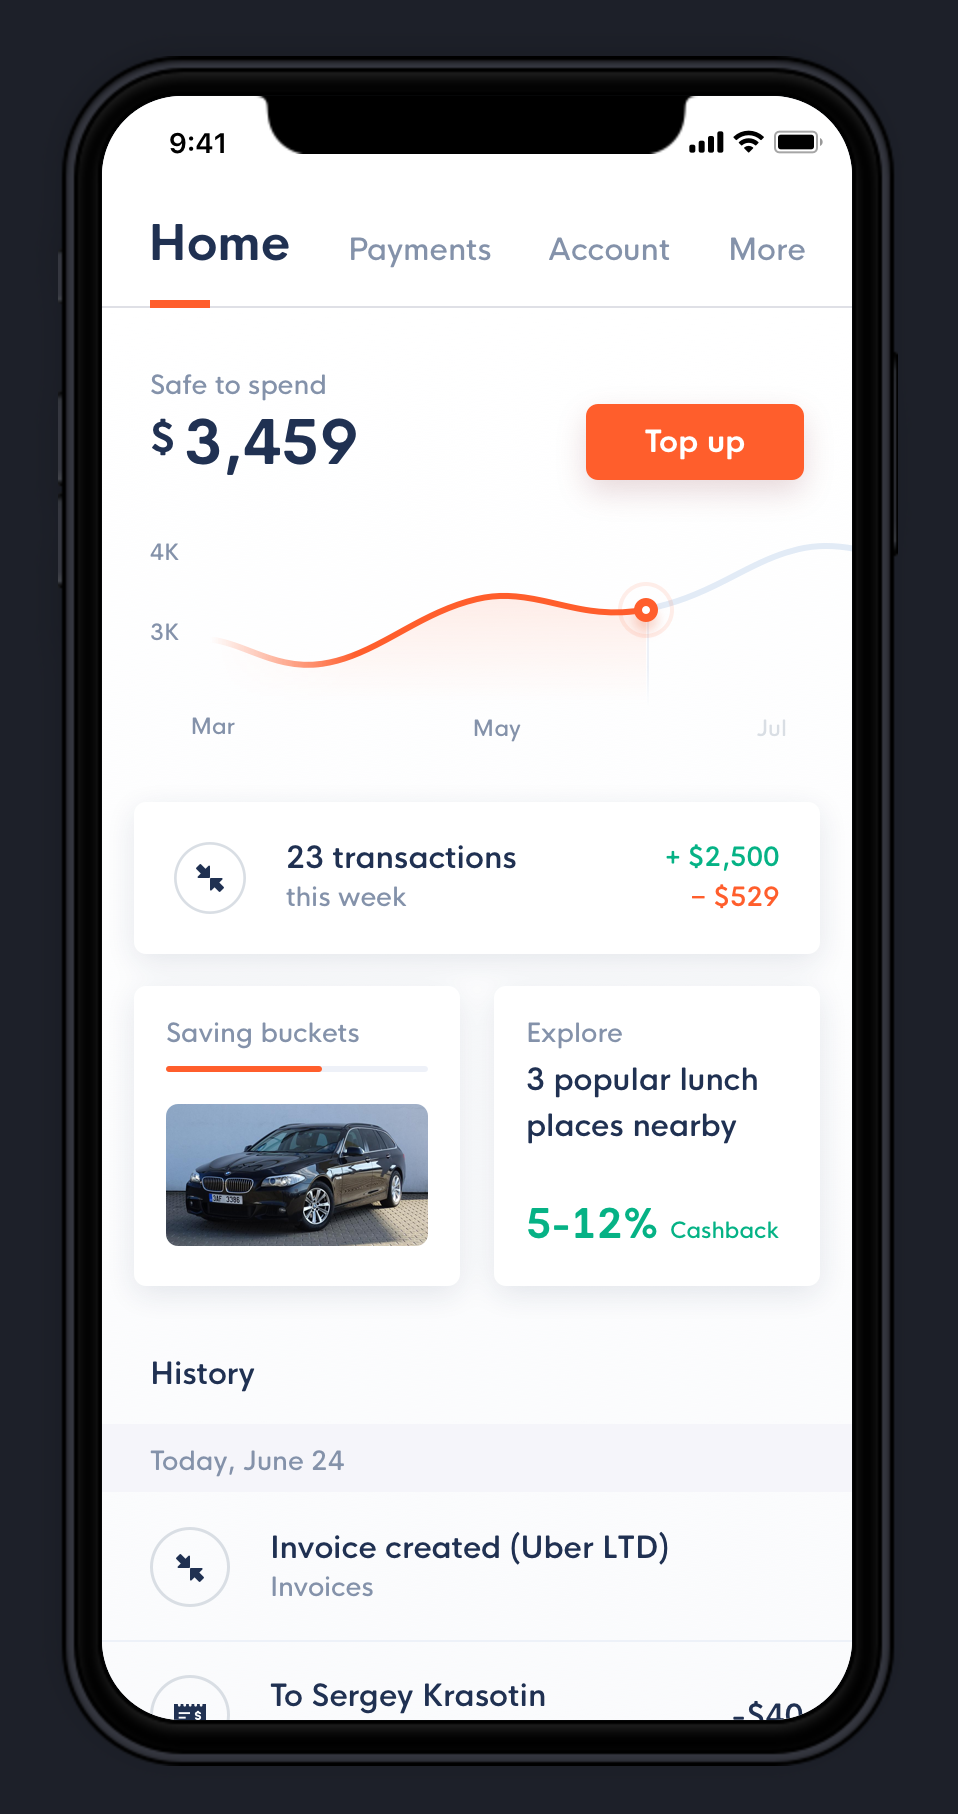 9:41
Home Payments Account More
Safe to spend
$3,459
Top up
4K
3K
Mar May Jul
23 transactions
+ $2,500
this week
– $529
Saving buckets
3AF 3386
Explore
3 popular lunch
places nearby
5-12% Cashback
History
Today, June 24
Invoice created (Uber LTD)
Invoices
To Sergey Krasotin
-$40